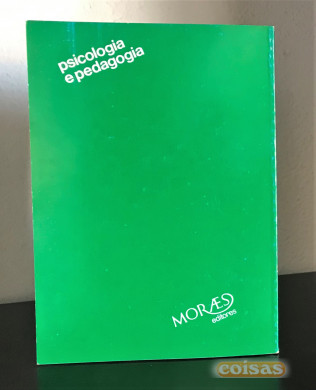 psicologia
e pedagogia
MORÆS
editores
coisas